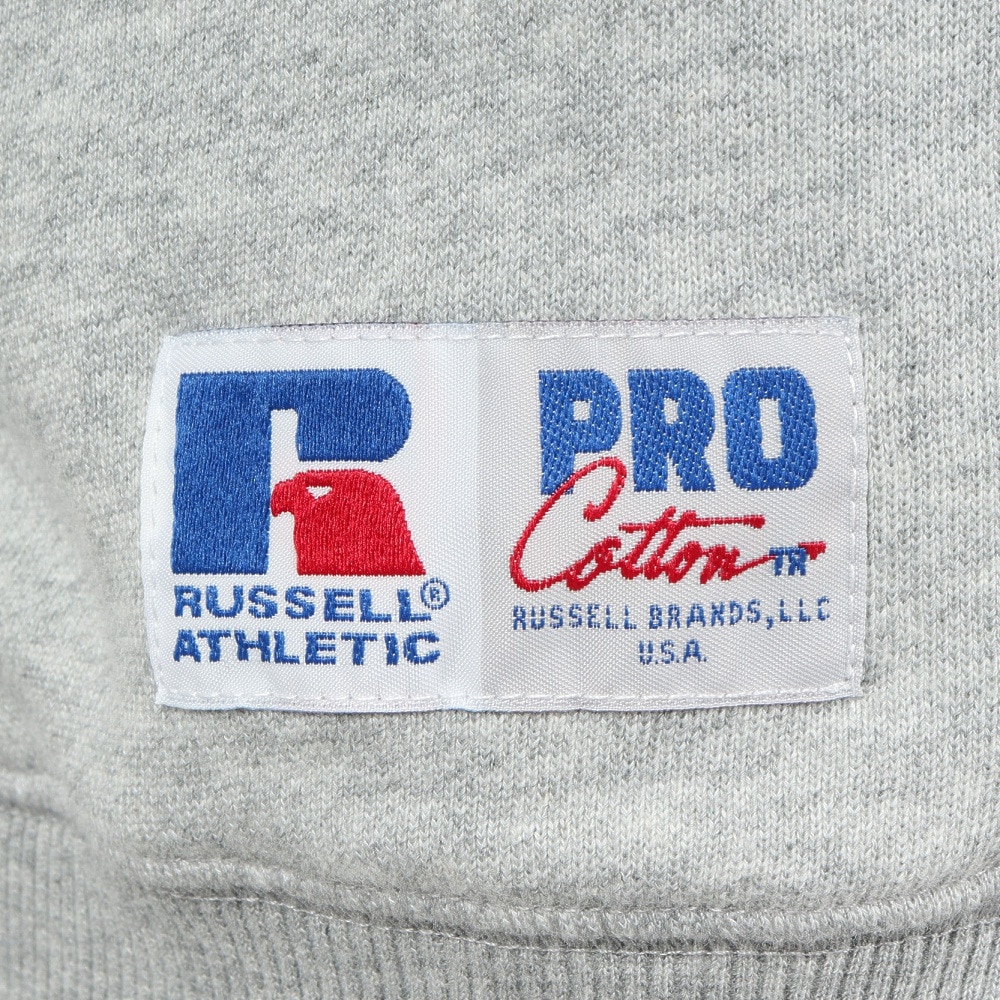 R
RUSSELL®
ATHLETIC
PRO
Cotton TR
RUSSELL BRANDS, LLC
U.S.A.